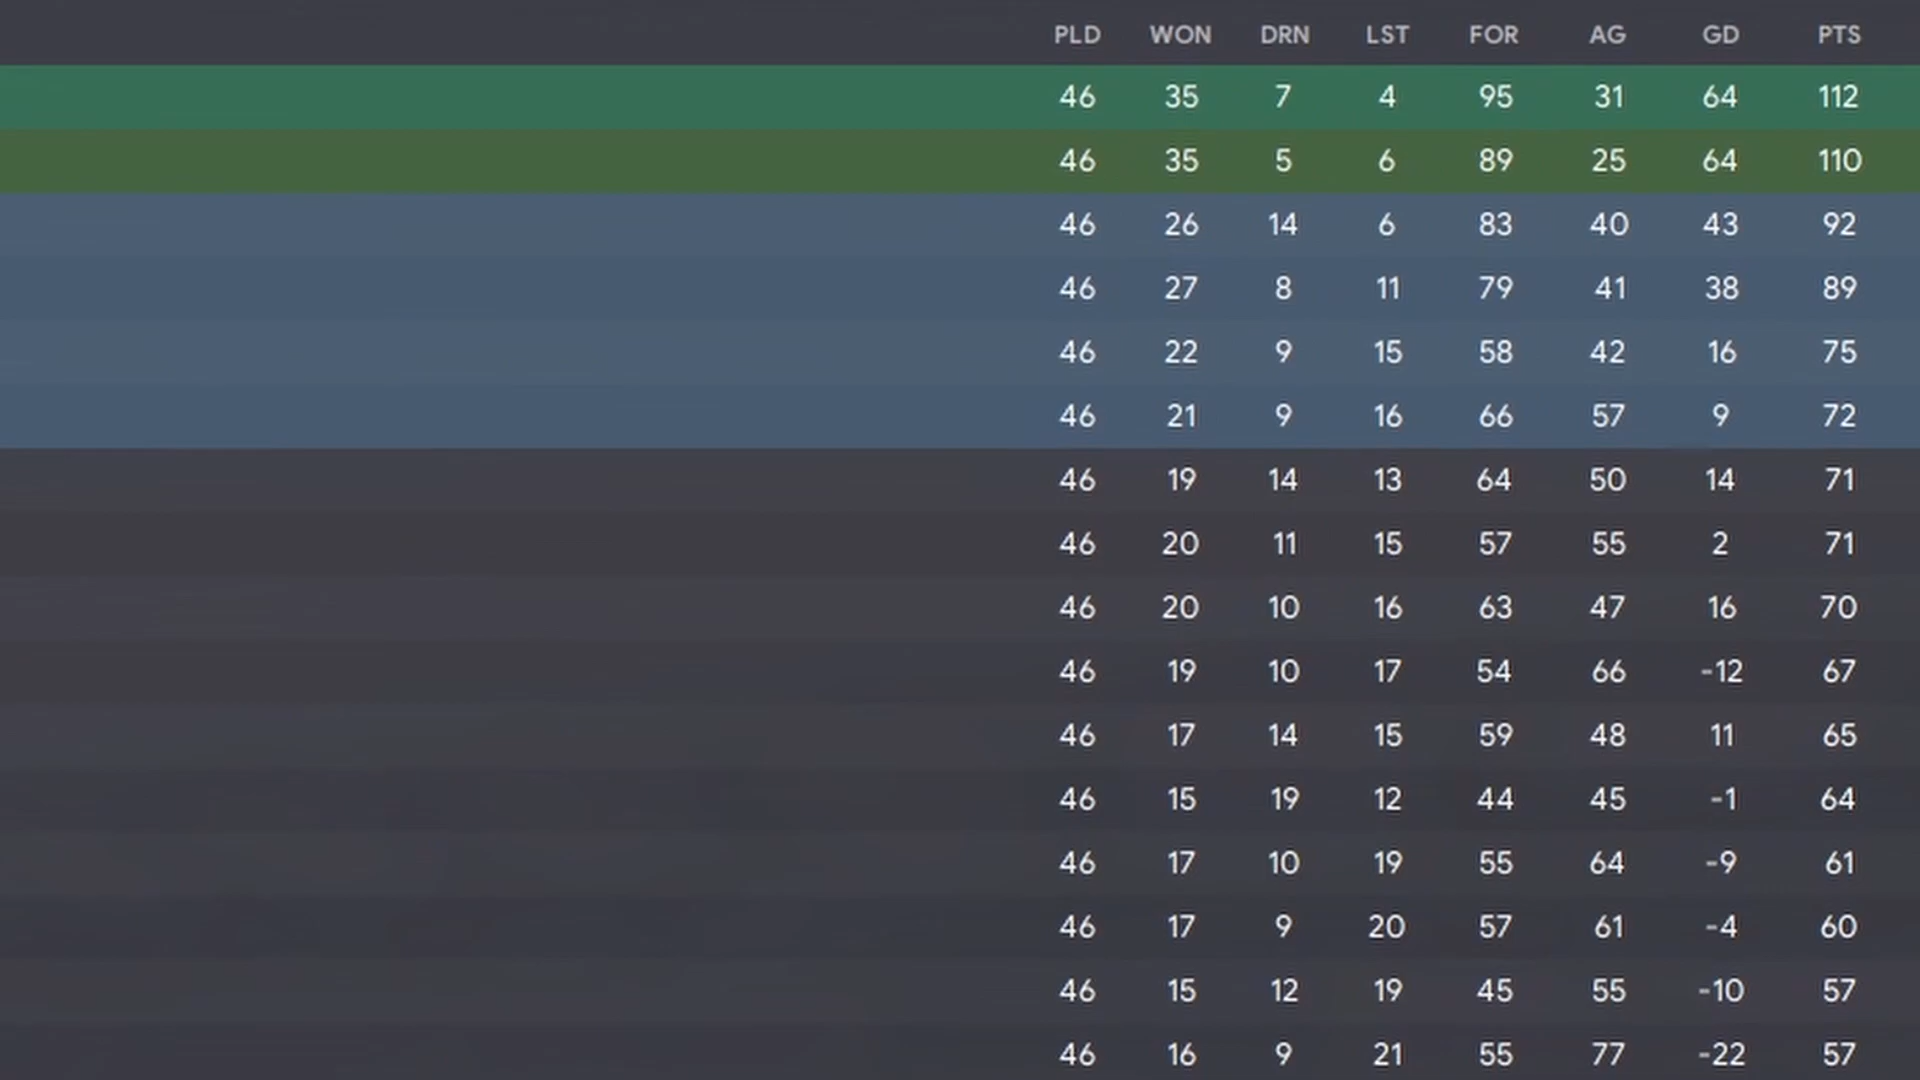 PLD WON DRN LST FOR AG GD PTS
46 35 7 4 95 31 64 112
46 35 5 6 89 25 64 110
46 26 14 6 83 40 43 92
46 27 8 11 79 41 38 89
46 22 9 15 58 42 16 75
46 21 9 16 66 57 9 72
46 19 14 13 64 50 14 71
46 20 11 15 57 55 2 71
46 20 10 16 63 47 16 70
46 19 10 17 54 66 -12 67
46 17 14 15 59 48 11 65
46 15 19 12 44 45 -1 64
46 17 10 19 55 64 -9 61
46 17 9 20 57 61 -4 60
46 15 12 19 45 55 -10 57
46 16 9 21 55 77 -22 57